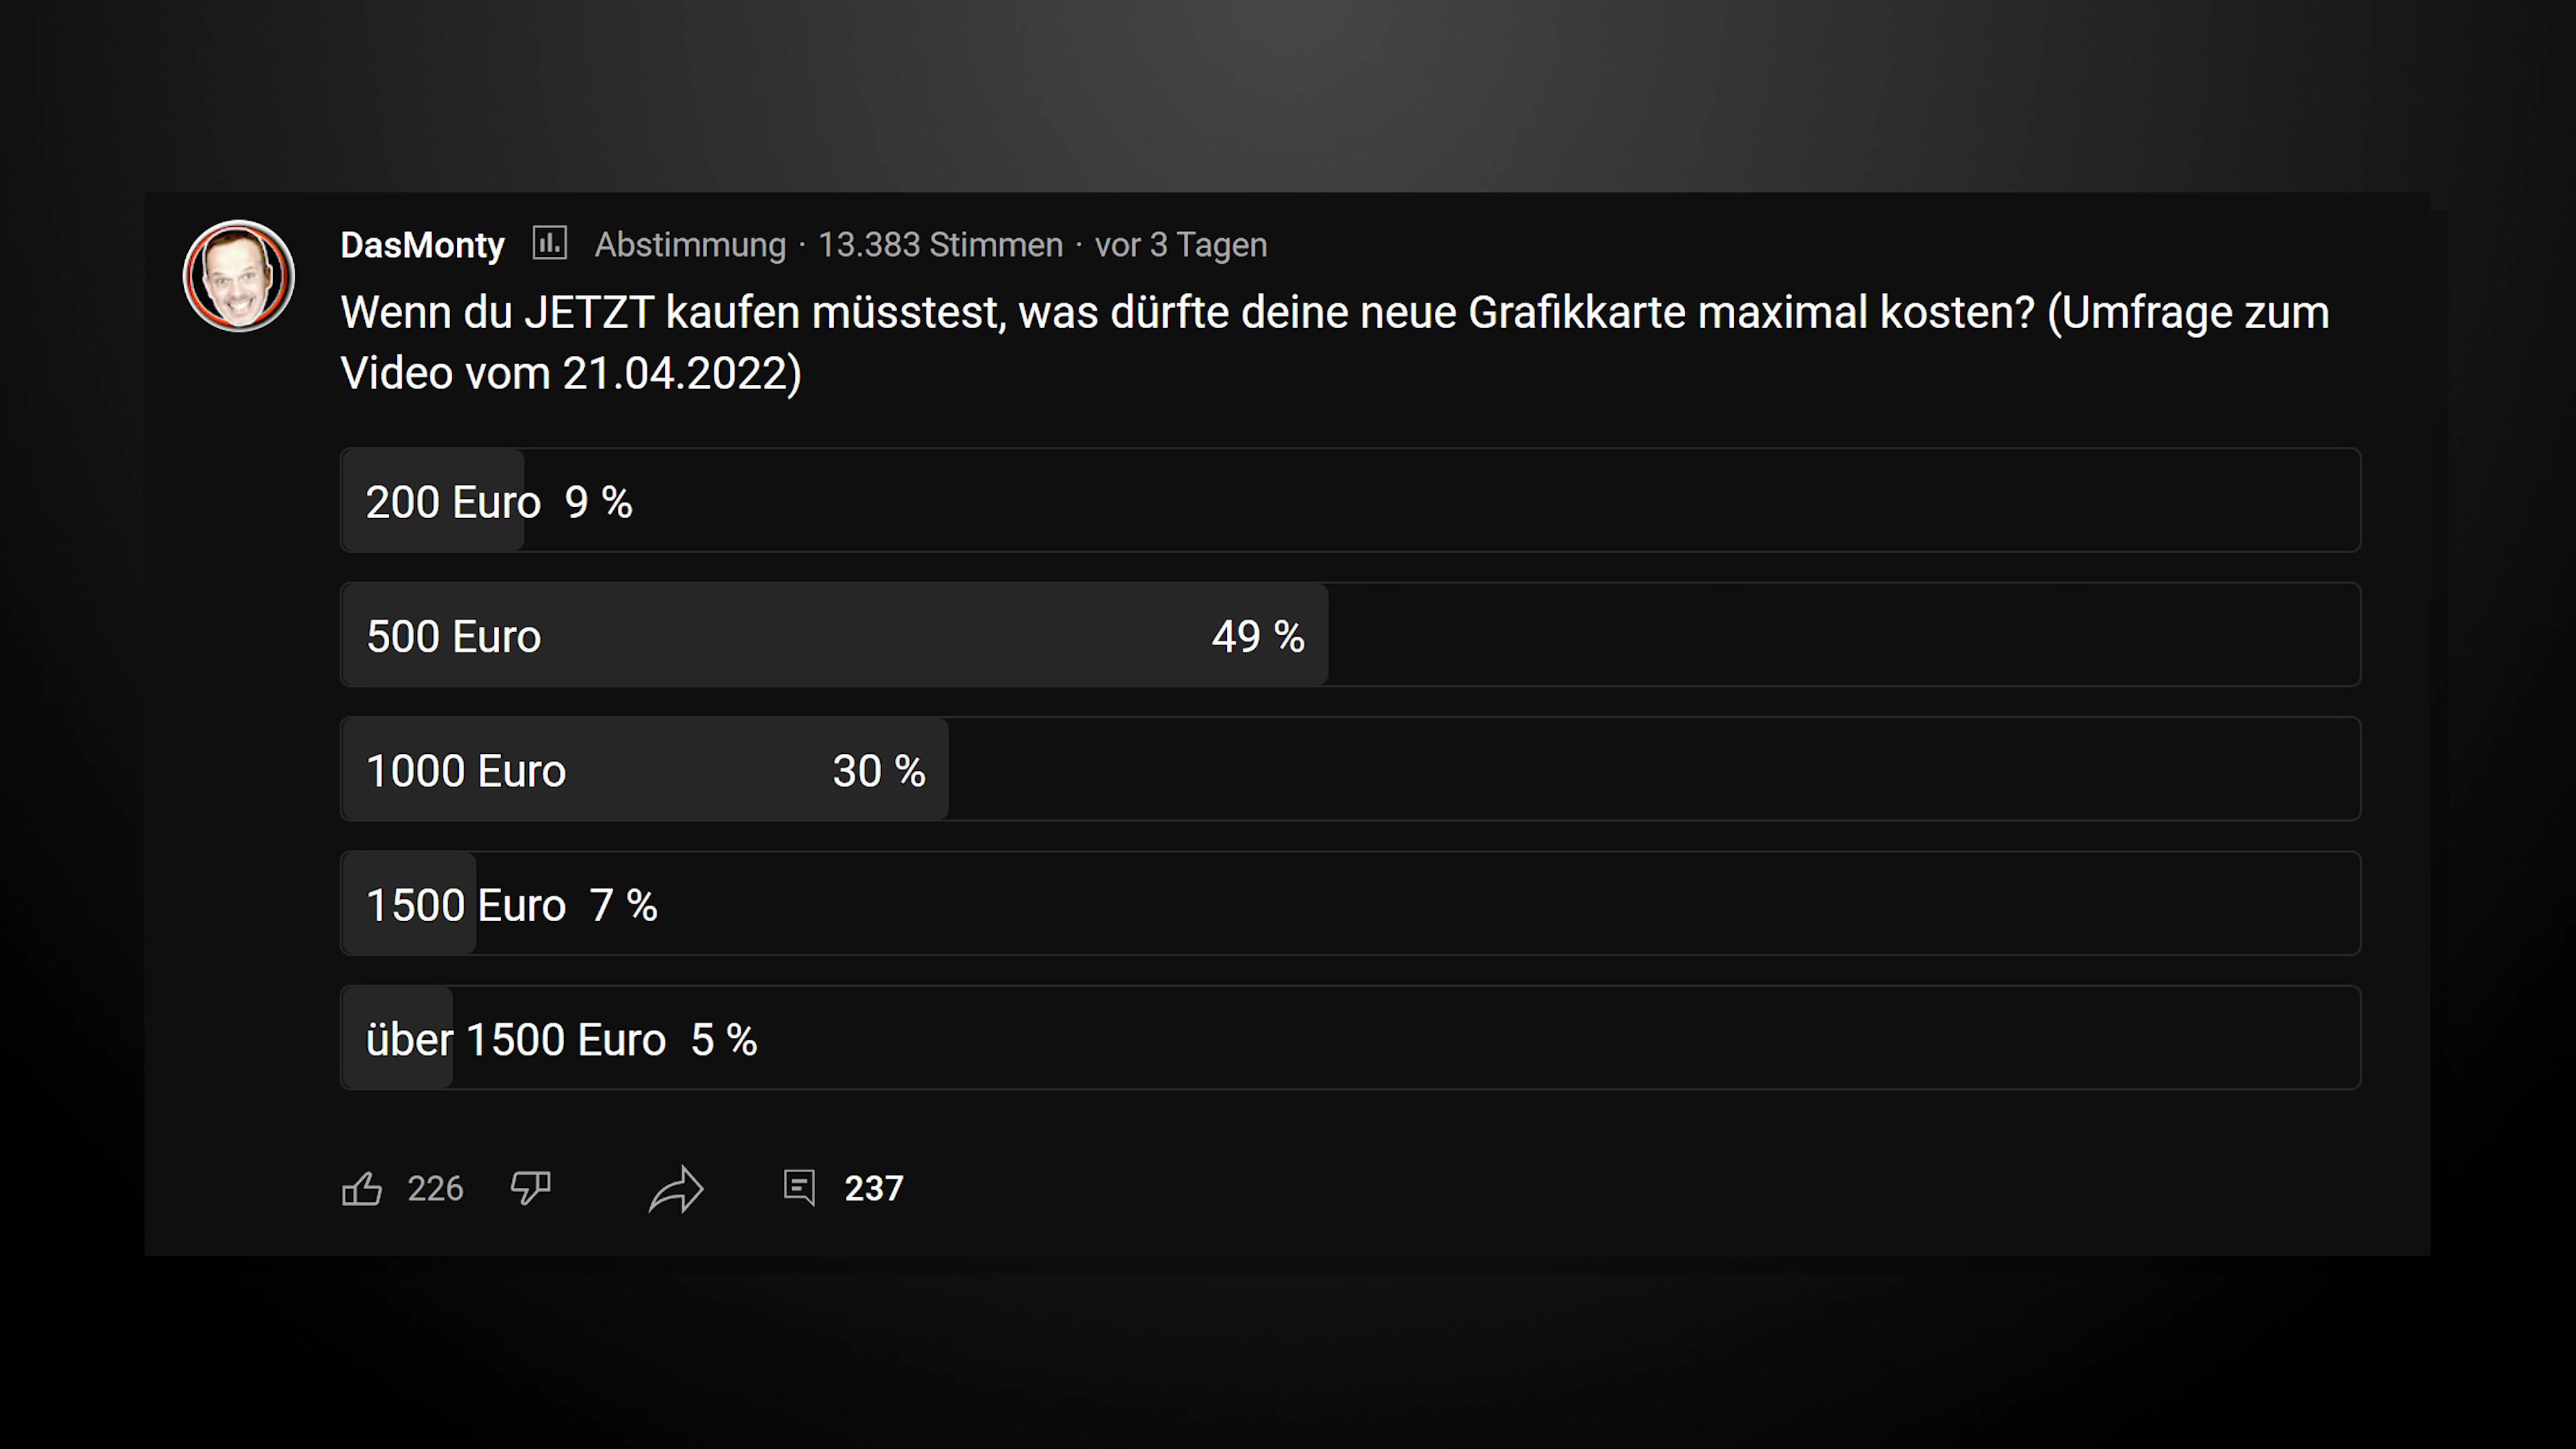 DasMonty Abstimmung · 13.383 Stimmen · vor 3 Tagen
Wenn du JETZT kaufen müsstest, was dürfte deine neue Grafikkarte maximal kosten? (Umfrage zum
Video vom 21.04.2022)
200 Euro 9 %
500 Euro 49 %
1000 Euro 30 %
1500 Euro 7 %
über 1500 Euro 5 %
226 237